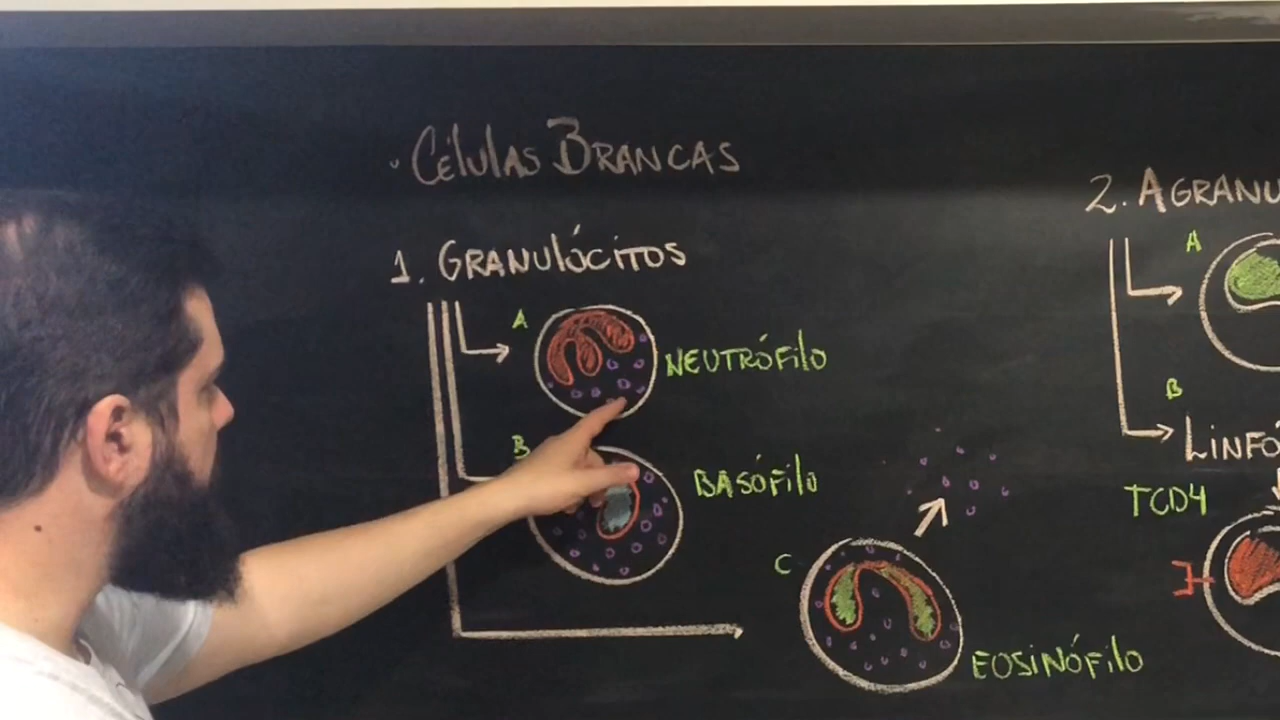 • Células Brancas
1. Granulócitos
A
Neutrófilo
B
Basófilo
C
Eosinófilo
2. Agranu
A
B
Linfó
TCD4